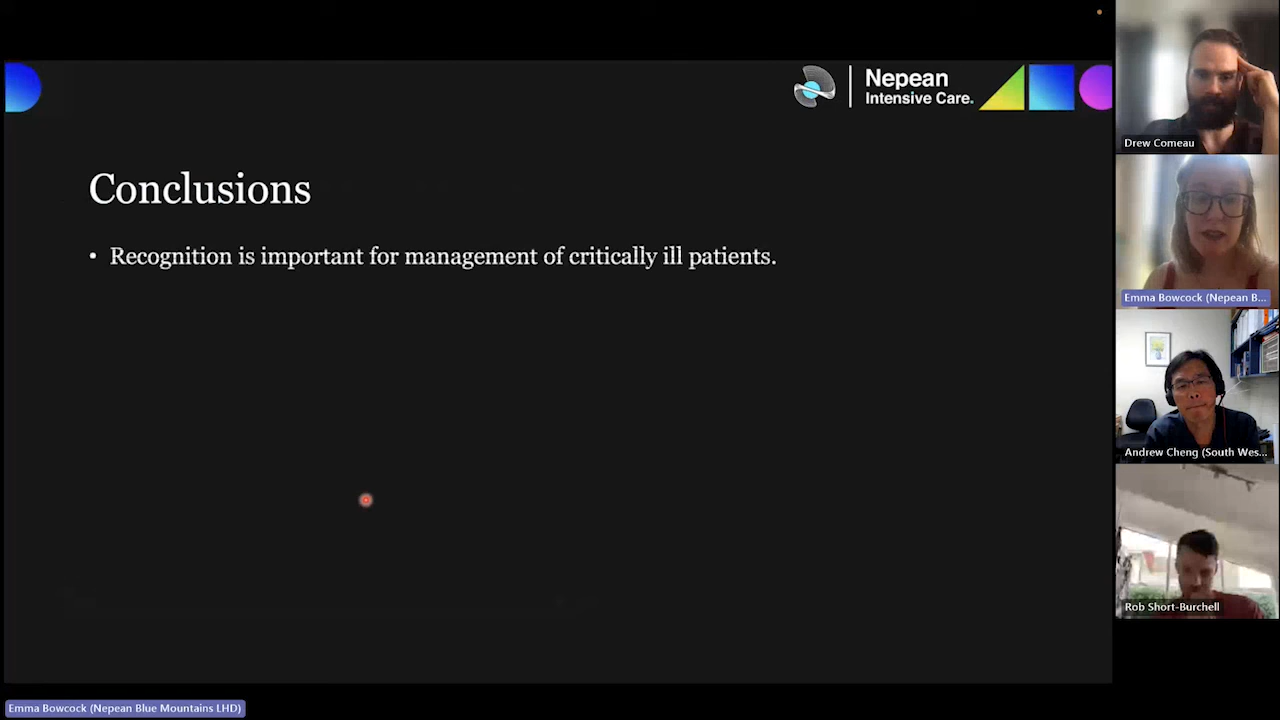 Nepean
Intensive Care.
Conclusions
• Recognition is important for management of critically ill patients.
Drew Comeau
Emma Bowcock (Nepean B...
Andrew Cheng (South Wes...
Rob Short-Burchell
Emma Bowcock (Nepean Blue Mountains LHD)